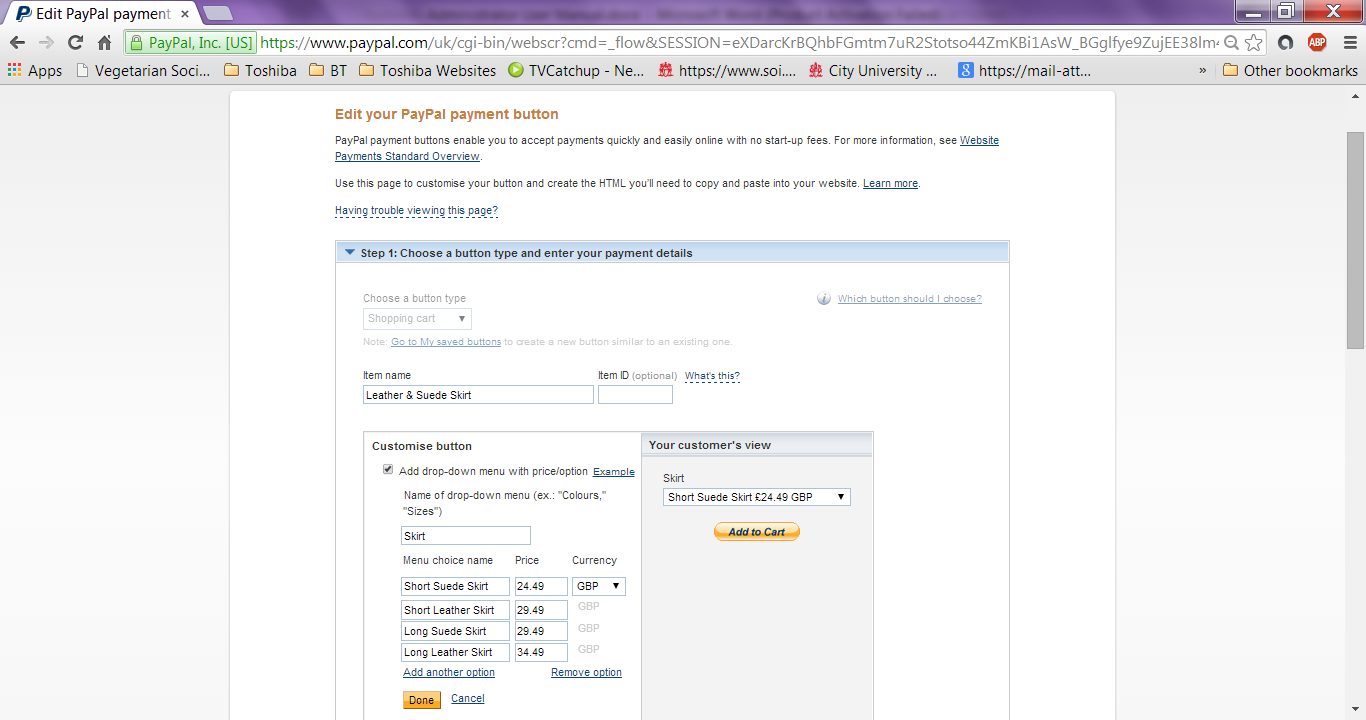 Edit PayPal payment
PayPal, Inc. [US] https://www.paypal.com/uk/cgi-bin/webscr?cmd=_flow&SESSION=
ABP
Apps Vegetarian Soci... Toshiba BT Toshiba Websites TVCatchup - Ne... https://www.soi.... City University ... https://mail-att... » Other bookmarks
Edit your PayPal payment button
PayPal payment buttons enable you to accept payments quickly and easily online with no start-up fees. For more information, see Website
Payments Standard Overview.
Use this page to customise your button and create the HTML you'll need to copy and paste into your website. Learn more.
Having trouble viewing this page?
Step 1: Choose a button type and enter your payment details
Choose a button type
Which button should I choose?
Shopping cart
Note: Go to My saved buttons to create a new button similar to an existing one.
Item name Item ID (optional) What's this?
Leather & Suede Skirt
Customise button
Add drop-down menu with price/option Example
Name of drop-down menu (ex.: "Colours,"
"Sizes")
Skirt
Menu choice name Price Currency
Short Suede Skirt 24.49 GBP
Short Leather Skirt 29.49 GBP
Long Suede Skirt 29.49 GBP
Long Leather Skirt 34.49 GBP
Add another option Remove option
Done Cancel
Your customer's view
Skirt
Short Suede Skirt £24.49 GBP
Add to Cart